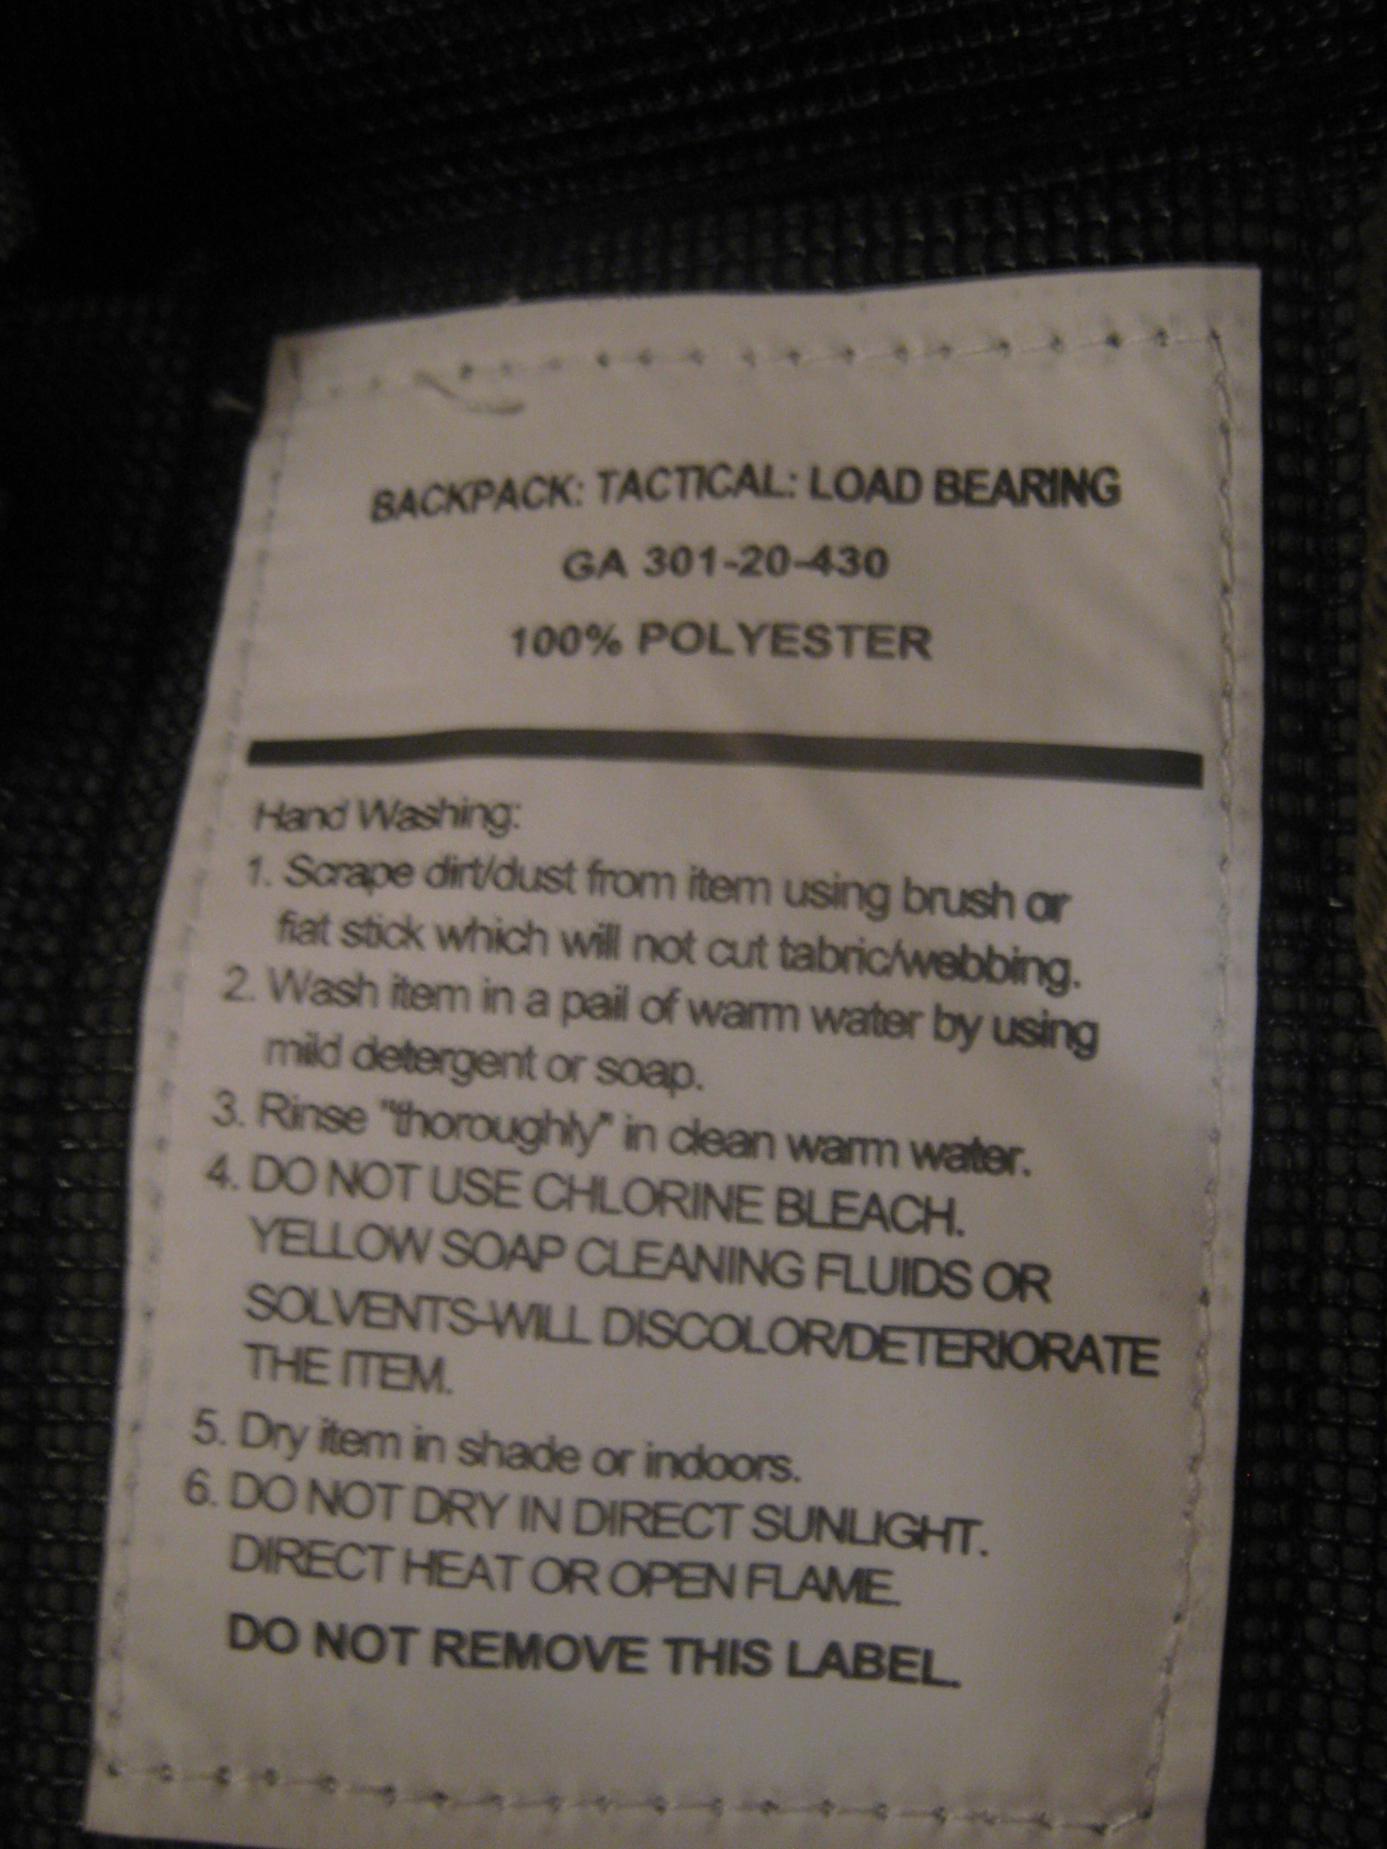 BACKPACK: TACTICAL: LOAD BEARING
GA 301-20-430
100% POLYESTER
Hand Washing:
1. Scrape dirt/dust from item using brush or
fiat stick which will not cut tabric/webbing.
2. Wash item in a pail of warm water by using
mild detergent or soap.
3. Rinse "thoroughly" in clean warm water.
4. DO NOT USE CHLORINE BLEACH.
YELLOW SOAP CLEANING FLUIDS OR
SOLVENTS-WILL DISCOLOR/DETERIORATE
THE ITEM.
5. Dry item in shade or indoors.
6. DO NOT DRY IN DIRECT SUNLIGHT.
DIRECT HEAT OR OPEN FLAME.
DO NOT REMOVE THIS LABEL.